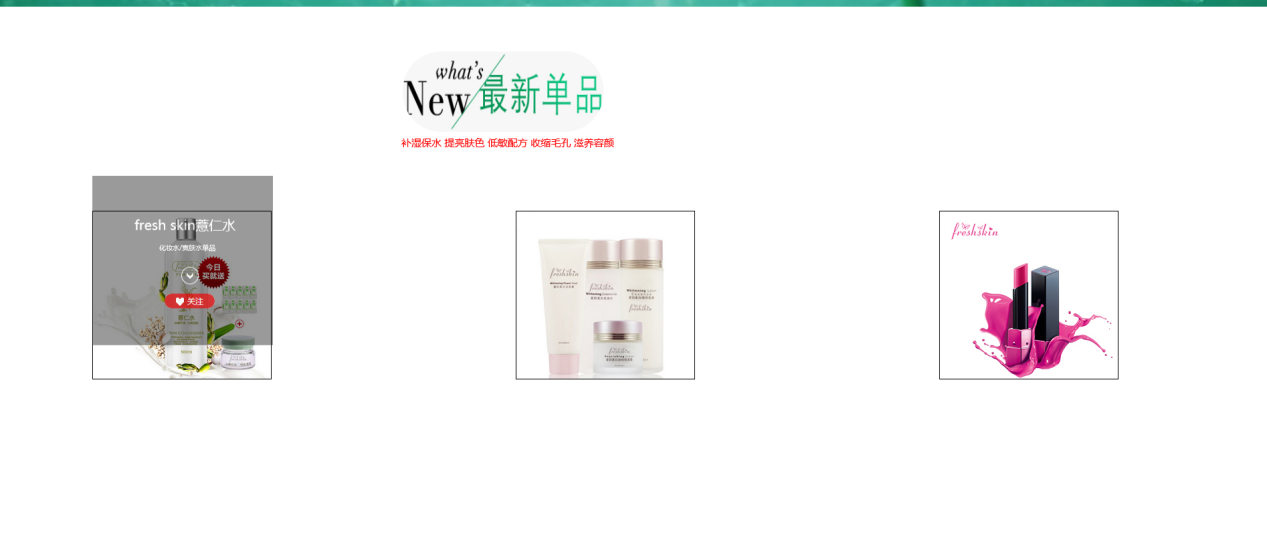 what's
New 最新单品
补湿保水 提亮肤色 低敏配方 收缩毛孔 滋养容颜
fresh skin薏仁水
化妆水/爽肤水单品
今日
买就送
关注
薏仁水
freshskin
freshskin